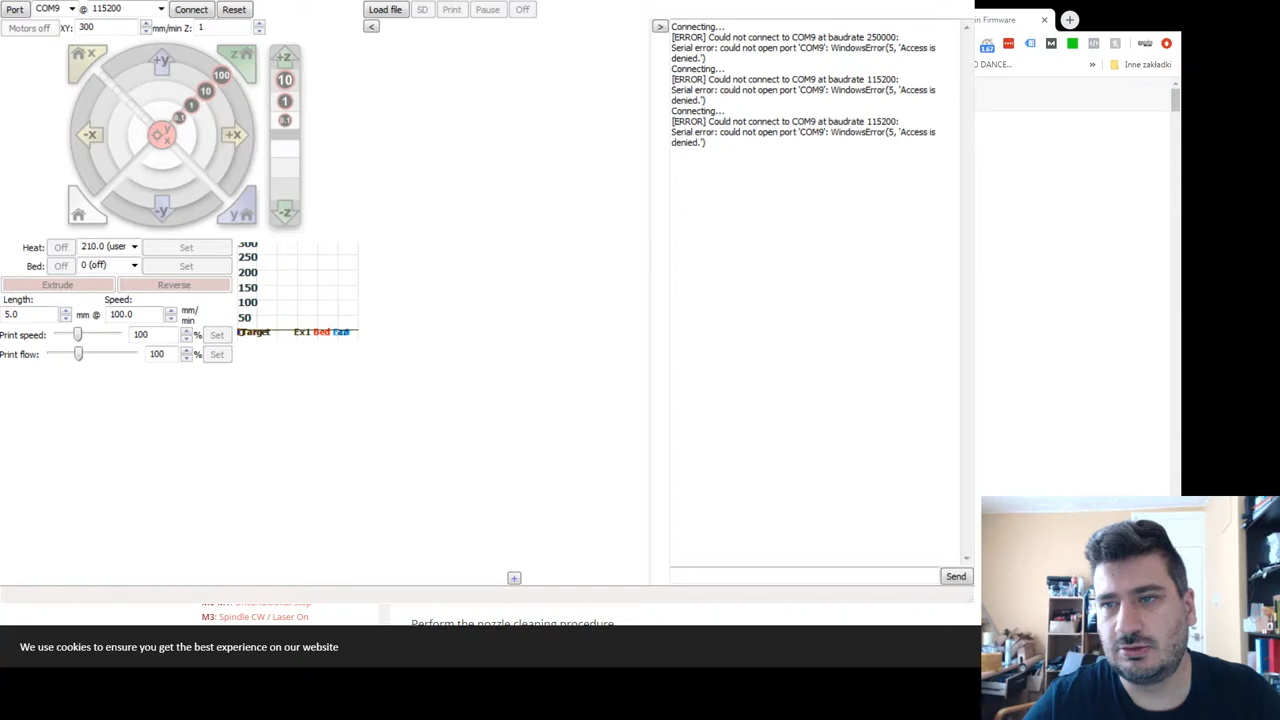 Port COM9 @ 115200 Connect Reset Load file SD Print Pause Off
Motors off XY: 300 mm/min Z: 1 < >
x +y z +z
100 10 1 0.1
10
1
0.1
-x y x +x
-y y -z
Heat: Off 210.0 (user Set
Bed: Off 0 (off) Set
Extrude Reverse
Length: Speed:
5.0 mm @ 100.0 mm/
min
Print speed: 100 % Set
Print flow: 100 % Set
300
250
200
150
100
50
Target Ex1 Bed
Connecting...
[ERROR] Could not connect to COM9 at baudrate 250000:
Serial error: could not open port 'COM9': WindowsError(5, 'Access is
denied.')
Connecting...
[ERROR] Could not connect to COM9 at baudrate 115200:
Serial error: could not open port 'COM9': WindowsError(5, 'Access is
denied.')
Connecting...
[ERROR] Could not connect to COM9 at baudrate 115200:
Serial error: could not open port 'COM9': WindowsError(5, 'Access is
denied.')
+
Send
in Firmware × +
1.67 M
O DANCE... » Inne zakładki
M3: Spindle CW / Laser On
Perform the nozzle cleaning procedure
We use cookies to ensure you get the best experience on our website